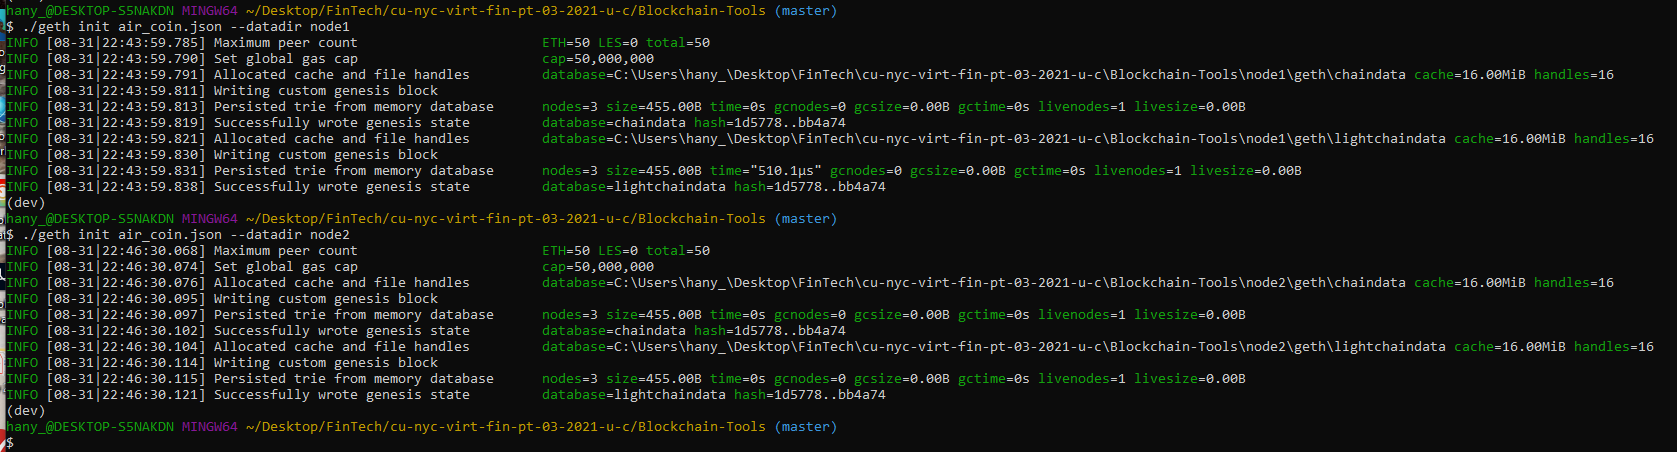 hany_@DESKTOP-S5NAKDN MINGW64 ~/Desktop/FinTech/cu-nyc-virt-fin-pt-03-2021-u-c/Blockchain-Tools (master)
$ ./geth init air_coin.json --datadir node1
INFO [08-31|22:43:59.785] Maximum peer count                       ETH=50 LES=0 total=50
INFO [08-31|22:43:59.790] Set global gas cap                       cap=50,000,000
INFO [08-31|22:43:59.791] Allocated cache and file handles         database=C:\Users\hany_\Desktop\FinTech\cu-nyc-virt-fin-pt-03-2021-u-c\Blockchain-Tools\node1\geth\chaindata cache=16.00MiB handles=16
INFO [08-31|22:43:59.811] Writing custom genesis block
INFO [08-31|22:43:59.813] Persisted trie from memory database      nodes=3 size=455.00B time=0s gcnodes=0 gcsize=0.00B gctime=0s livenodes=1 livesize=0.00B
INFO [08-31|22:43:59.819] Successfully wrote genesis state         database=chaindata hash=1d5778..bb4a74
INFO [08-31|22:43:59.821] Allocated cache and file handles         database=C:\Users\hany_\Desktop\FinTech\cu-nyc-virt-fin-pt-03-2021-u-c\Blockchain-Tools\node1\geth\lightchaindata cache=16.00MiB handles=16
INFO [08-31|22:43:59.830] Writing custom genesis block
INFO [08-31|22:43:59.831] Persisted trie from memory database      nodes=3 size=455.00B time="510.1µs" gcnodes=0 gcsize=0.00B gctime=0s livenodes=1 livesize=0.00B
INFO [08-31|22:43:59.838] Successfully wrote genesis state         database=lightchaindata hash=1d5778..bb4a74
(dev)
hany_@DESKTOP-S5NAKDN MINGW64 ~/Desktop/FinTech/cu-nyc-virt-fin-pt-03-2021-u-c/Blockchain-Tools (master)
$ ./geth init air_coin.json --datadir node2
INFO [08-31|22:46:30.068] Maximum peer count                       ETH=50 LES=0 total=50
INFO [08-31|22:46:30.074] Set global gas cap                       cap=50,000,000
INFO [08-31|22:46:30.076] Allocated cache and file handles         database=C:\Users\hany_\Desktop\FinTech\cu-nyc-virt-fin-pt-03-2021-u-c\Blockchain-Tools\node2\geth\chaindata cache=16.00MiB handles=16
INFO [08-31|22:46:30.095] Writing custom genesis block
INFO [08-31|22:46:30.097] Persisted trie from memory database      nodes=3 size=455.00B time=0s gcnodes=0 gcsize=0.00B gctime=0s livenodes=1 livesize=0.00B
INFO [08-31|22:46:30.102] Successfully wrote genesis state         database=chaindata hash=1d5778..bb4a74
INFO [08-31|22:46:30.104] Allocated cache and file handles         database=C:\Users\hany_\Desktop\FinTech\cu-nyc-virt-fin-pt-03-2021-u-c\Blockchain-Tools\node2\geth\lightchaindata cache=16.00MiB handles=16
INFO [08-31|22:46:30.114] Writing custom genesis block
INFO [08-31|22:46:30.115] Persisted trie from memory database      nodes=3 size=455.00B time=0s gcnodes=0 gcsize=0.00B gctime=0s livenodes=1 livesize=0.00B
INFO [08-31|22:46:30.121] Successfully wrote genesis state         database=lightchaindata hash=1d5778..bb4a74
(dev)
hany_@DESKTOP-S5NAKDN MINGW64 ~/Desktop/FinTech/cu-nyc-virt-fin-pt-03-2021-u-c/Blockchain-Tools (master)
$